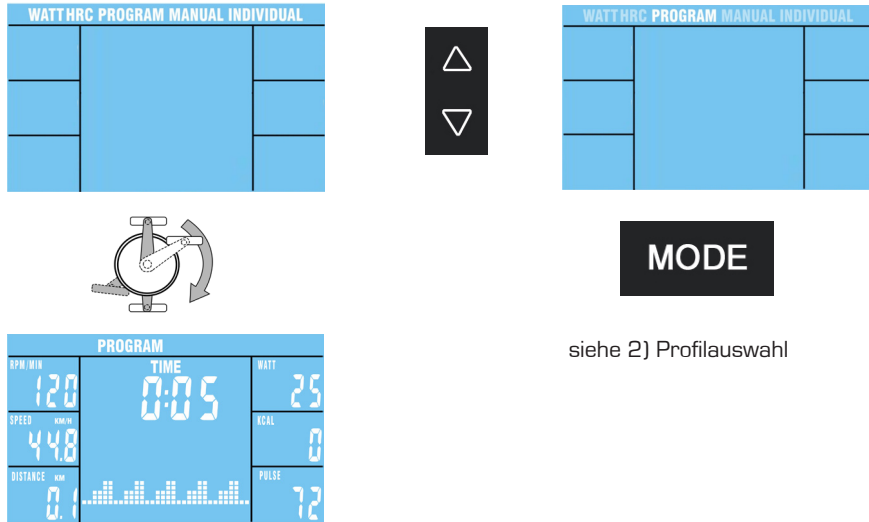 WATT HRC PROGRAM MANUAL INDIVIDUAL
WATT HRC PROGRAM MANUAL INDIVIDUAL
MODE
siehe 2) Profilauswahl
PROGRAM
RPM/MIN
120
TIME
0:05
WATT
25
SPEED KM/H
44.8
KCAL
0
DISTANCE KM
0.1
PULSE
72